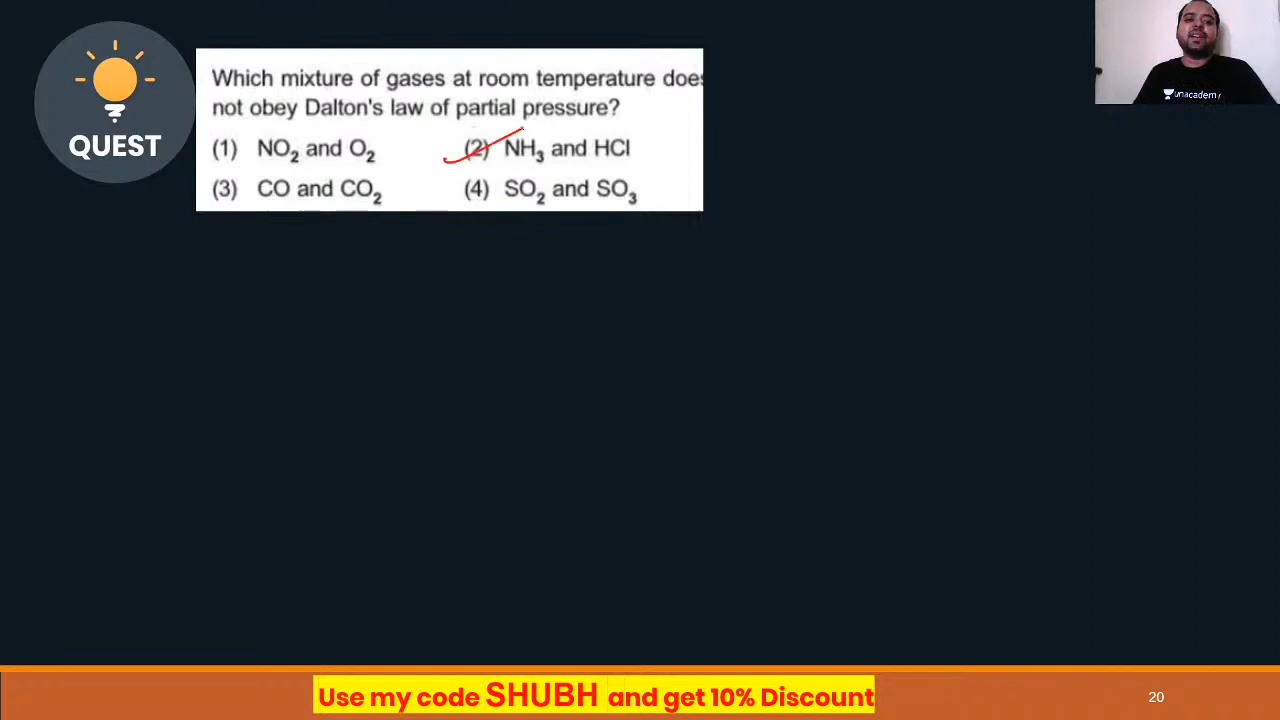 QUEST
Which mixture of gases at room temperature does
not obey Dalton's law of partial pressure?
(1) NO₂ and O₂ (2) NH₃ and HCl
(3) CO and CO₂ (4) SO₂ and SO₃
unacademy
Use my code SHUBH and get 10% Discount
20